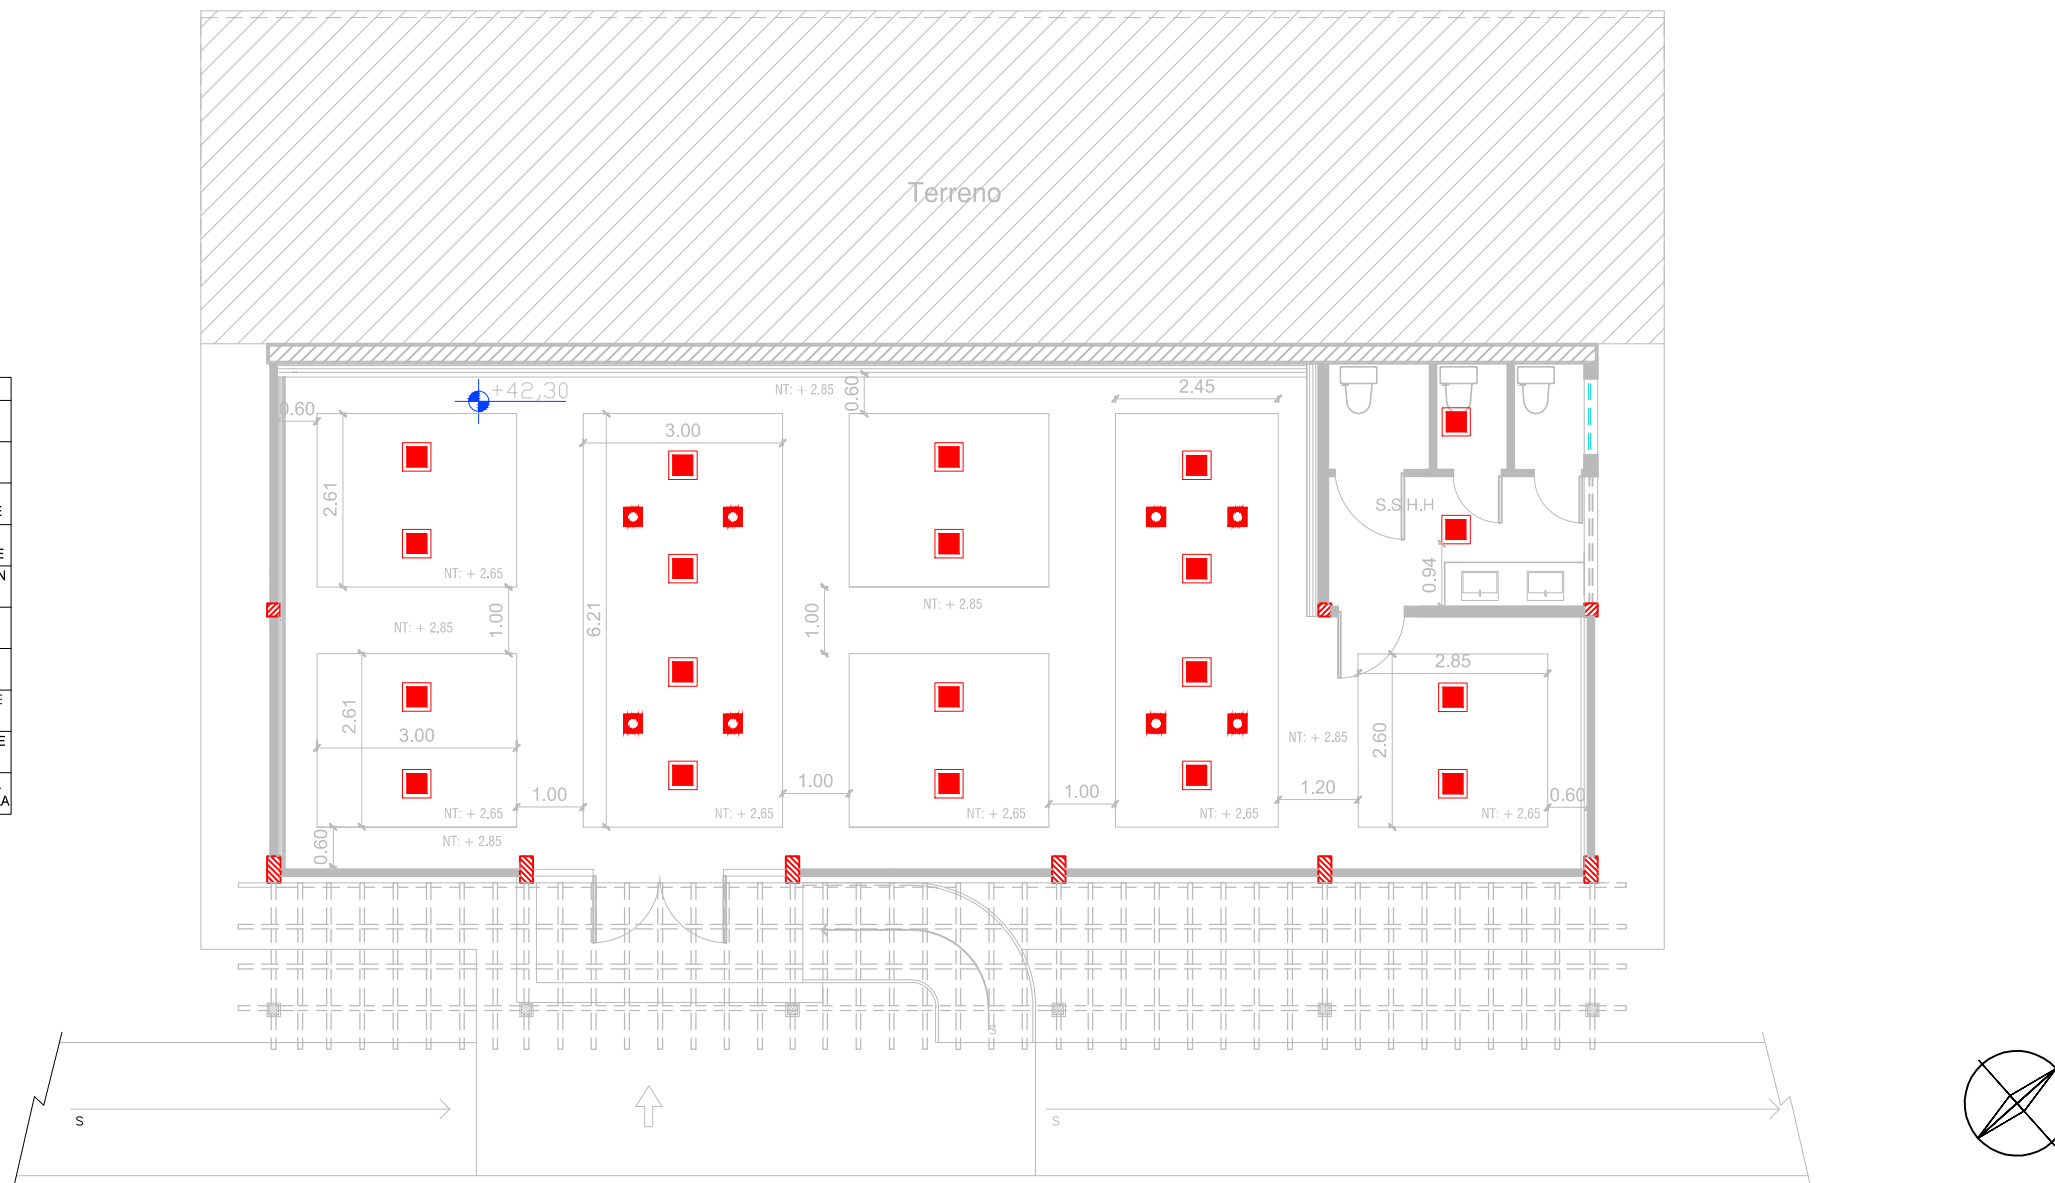 Terreno
+42,30
NT: + 2.85
0.60
2.45
0.60
3.00
2.61
S.S.H.H
E
E
N
NT: + 2.65
0.94
1.00
6.21
1.00
NT: + 2.85
NT: + 2.85
2.85
E
2.61
3.00
NT: + 2.85
2.60
E
1.00
1.00
1.00
1.20
0.60
A
NT: + 2.65
NT: + 2.65
NT: + 2.65
NT: + 2.65
NT: + 2.65
0.60
NT: + 2.85
S
S
S